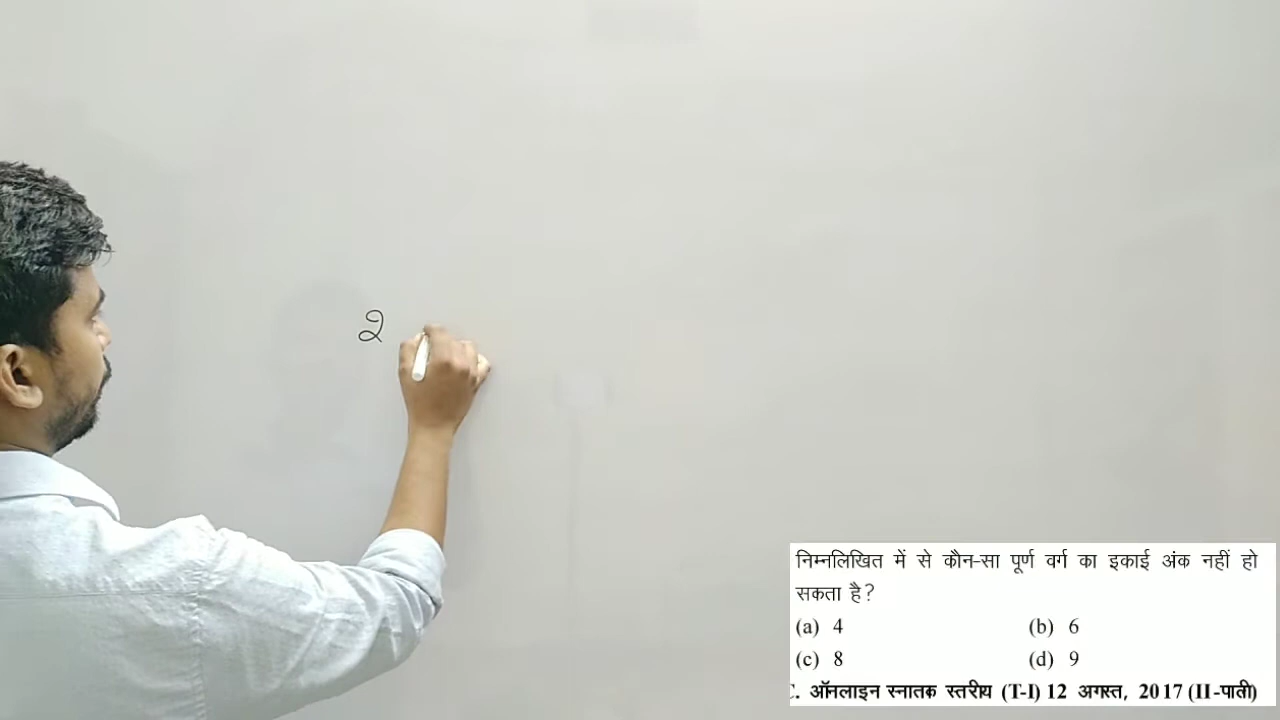 2
निम्नलिखित में से कौन-सा पूर्ण वर्ग का इकाई अंक नहीं हो
सकता है?
(a) 4 (b) 6
(c) 8 (d) 9
. ऑनलाइन स्नातक स्तरीय (T-I) 12 अगस्त, 2017 (II-पाली)